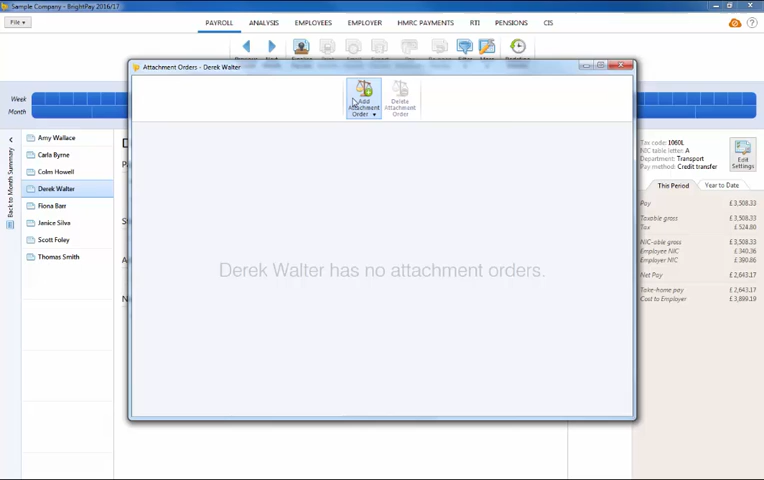 Sample Company - BrightPay 2016/17
File
PAYROLL
ANALYSIS
EMPLOYEES
EMPLOYER
HMRC PAYMENTS
RTI
PENSIONS
CIS
?
Attachment Orders - Derek Walter
Add
Attachment
Order
Delete
Attachment
Order
Week
Month
Back to Month Summary
Amy Wallace
Carla Byrne
Colm Howell
Derek Walter
Fiona Barr
Janice Silva
Scott Foley
Thomas Smith
Derek Walter has no attachment orders.
Tax code: 1060L
NIC table letter: A
Department: Transport
Pay method: Credit transfer
Edit
Settings
This Period
Year to Date
Pay £ 3,508.33
Taxable gross £ 3,508.33
Tax £ 524.80
NIC-able gross £ 3,508.33
Employee NIC £ 340.36
Employer NIC £ 390.86
Net Pay £ 2,643.17
Take-home pay £ 2,643.17
Cost to Employer £ 3,899.19